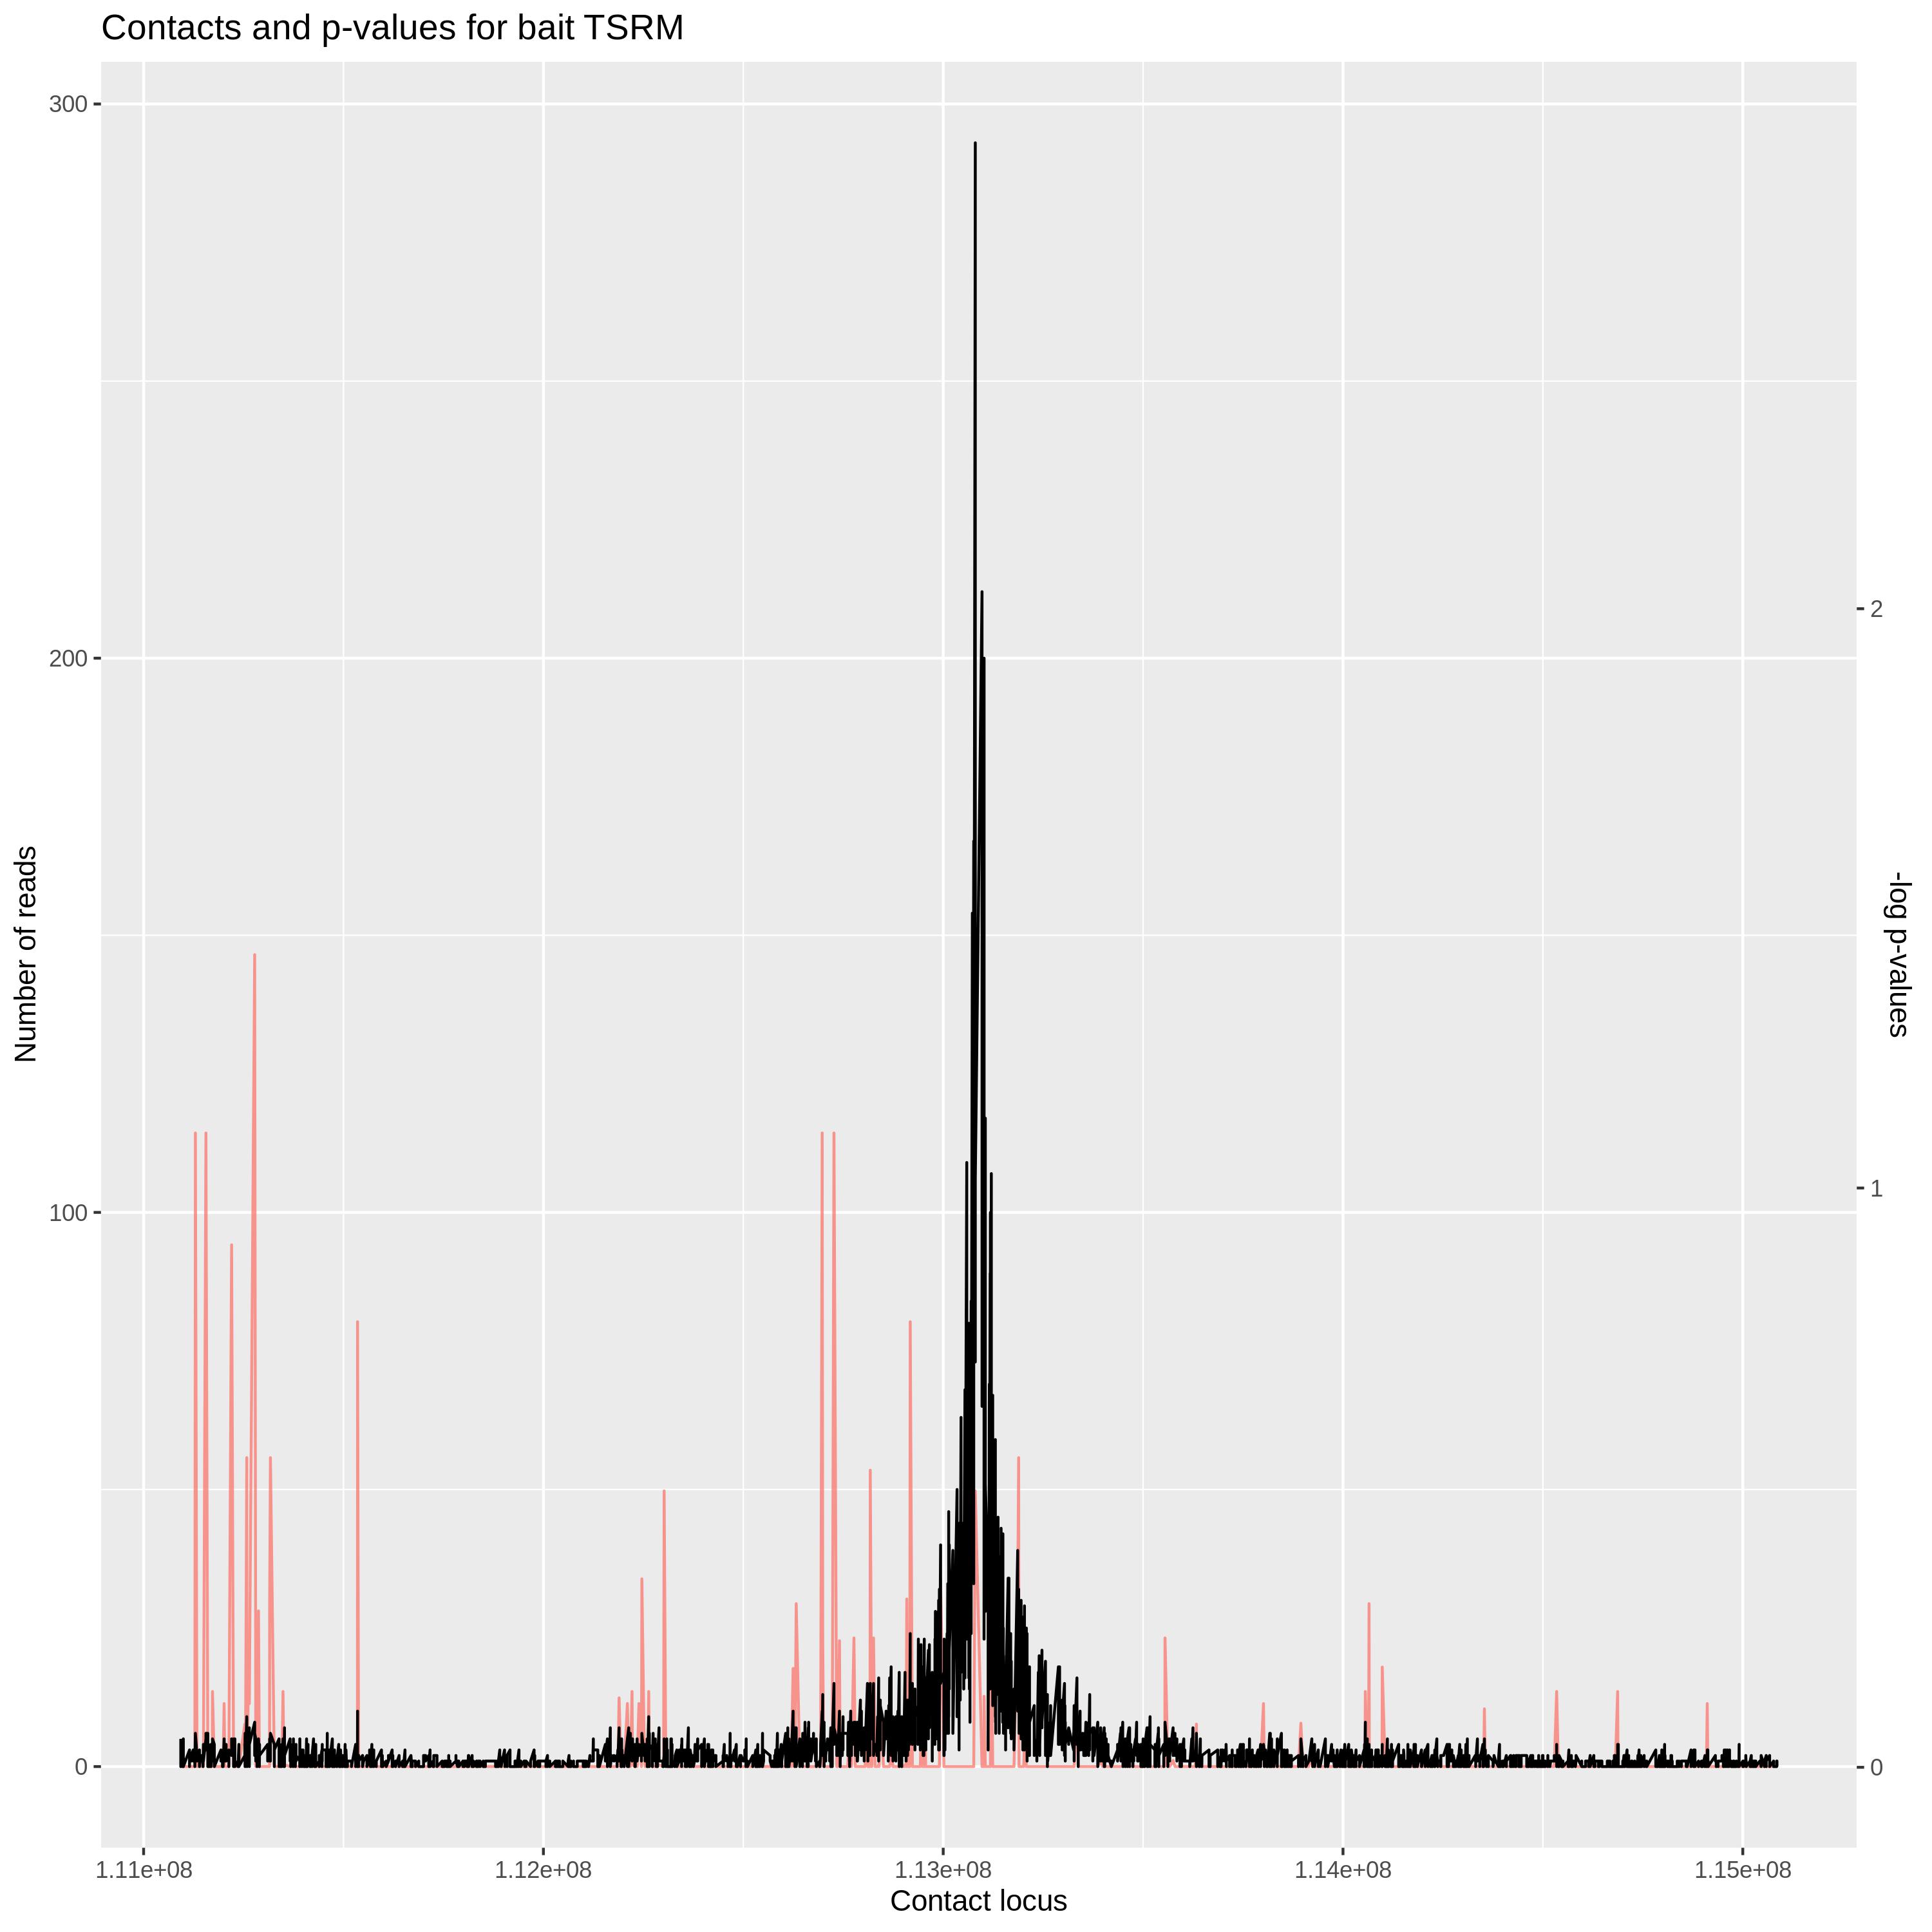 Contacts and p-values for bait TSRM
300
200
100
0
Number of reads
2
1
0
-log p-values
1.11e+08
1.12e+08
1.13e+08
1.14e+08
1.15e+08
Contact locus